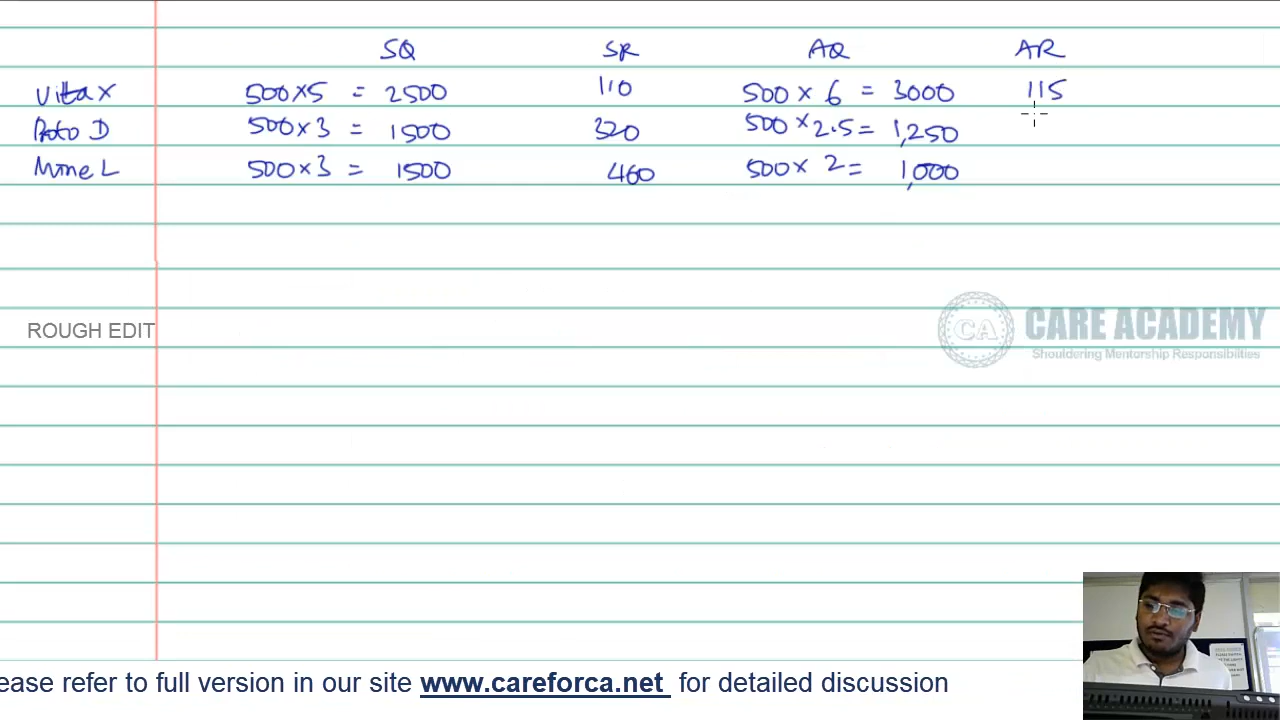 SQ SR AQ AR
Vitta X 500×5 = 2500 110 500 × 6 = 3000 115
Proto D 500×3 = 1500 320 500 × 2.5 = 1,250
Mine L 500×3 = 1500 460 500 × 2 = 1,000
ROUGH EDIT
CA
CARE ACADEMY
Shouldering Mentorship Responsibilties
ease refer to full version in our site www.careforca.net for detailed discussion